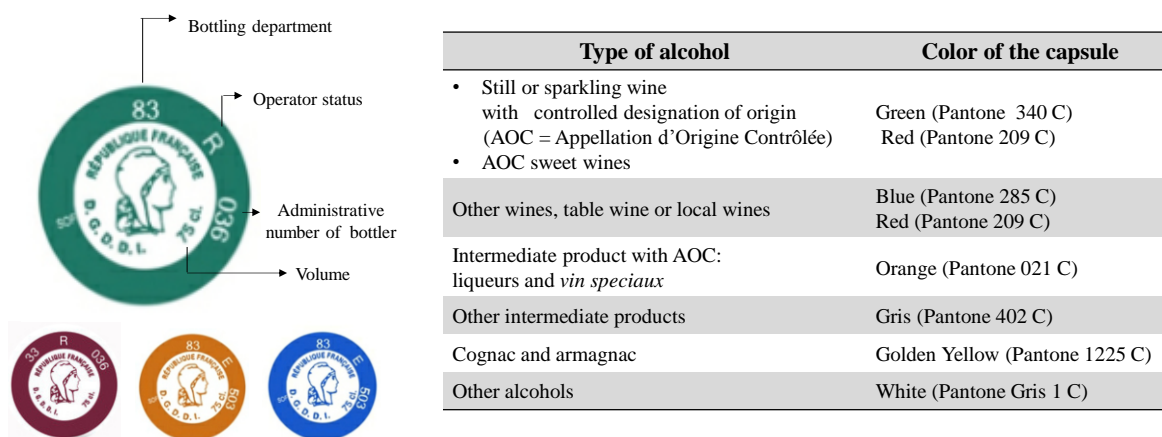 Bottling department
Operator status
Administrative
number of bottler
Volume
83
R
036
RÉPUBLIQUE FRANÇAISE
D. G. D. D. I.
75 cl.
33 R 036
RÉPUBLIQUE FRANÇAISE
D. G. D. D. I.
75 cl.
83 E 503
RÉPUBLIQUE FRANÇAISE
D. G. D. D. I.
75 cl.
83 E 503
RÉPUBLIQUE FRANÇAISE
D. G. D. D. I.
75 cl.
Type of alcohol Color of the capsule
• Still or sparkling wine
with controlled designation of origin
(AOC = Appellation d'Origine Contrôlée)
• AOC sweet wines
Green (Pantone 340 C)
Red (Pantone 209 C)
Other wines, table wine or local wines
Blue (Pantone 285 C)
Red (Pantone 209 C)
Intermediate product with AOC:
liqueurs and vin speciaux
Orange (Pantone 021 C)
Other intermediate products Gris (Pantone 402 C)
Cognac and armagnac Golden Yellow (Pantone 1225 C)
Other alcohols White (Pantone Gris 1 C)